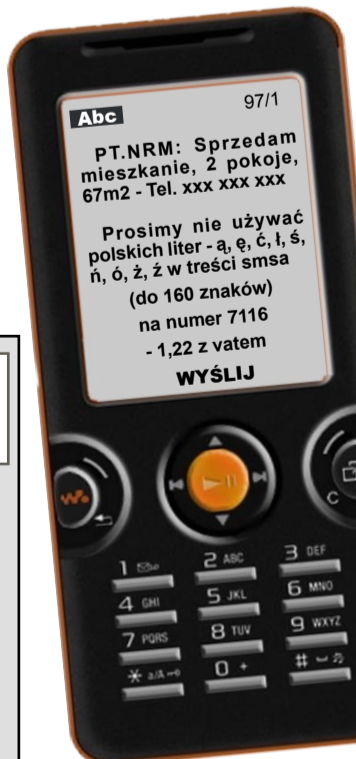 Abc 97/1
PT.NRM: Sprzedam
mieszkanie, 2 pokoje,
67m2 - Tel. xxx xxx xxx
Prosimy nie używać
polskich liter - ą, ę, ć, ł, ś,
ń, ó, ż, ź w treści smsa
(do 160 znaków)
na numer 7116
- 1,22 z vatem
WYŚLIJ
C
1 2 ABC 3 DEF
4 GHI 5 JKL 6 MNO
7 PQRS 8 TUV 9 WXYZ
* a/A 0 + #